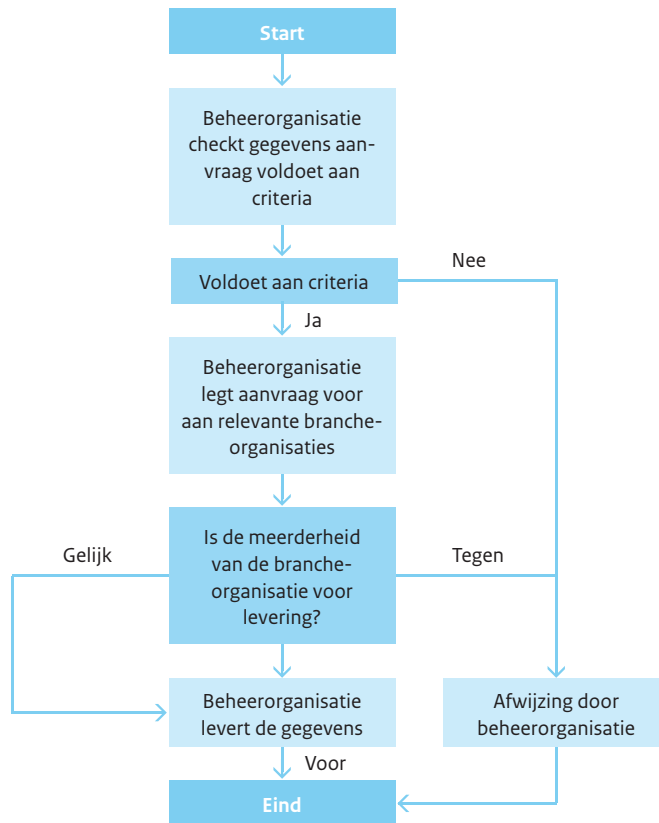 Start
Beheerorganisatie
checkt gegevens aan-
vraag voldoet aan
criteria
Nee
Voldoet aan criteria
Ja
Beheerorganisatie
legt aanvraag voor
aan relevante branche-
organisaties
Gelijk
Is de meerderheid
van de branche-
organisatie voor
levering?
Tegen
Beheerorganisatie
levert de gegevens
Afwijzing door
beheerorganisatie
Voor
Eind